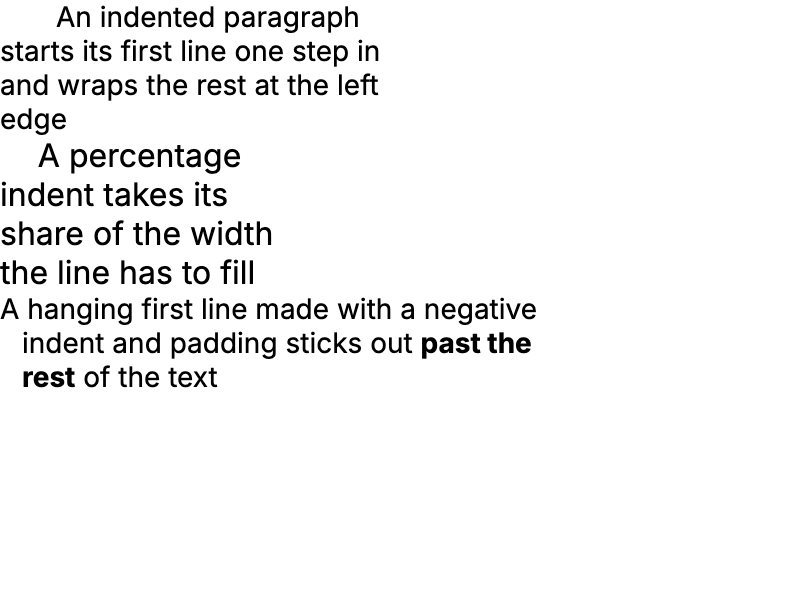 An indented paragraph
starts its first line one step in
and wraps the rest at the left
edge
A percentage
indent takes its
share of the width
the line has to fill
A hanging first line made with a negative
indent and padding sticks out past the
rest of the text